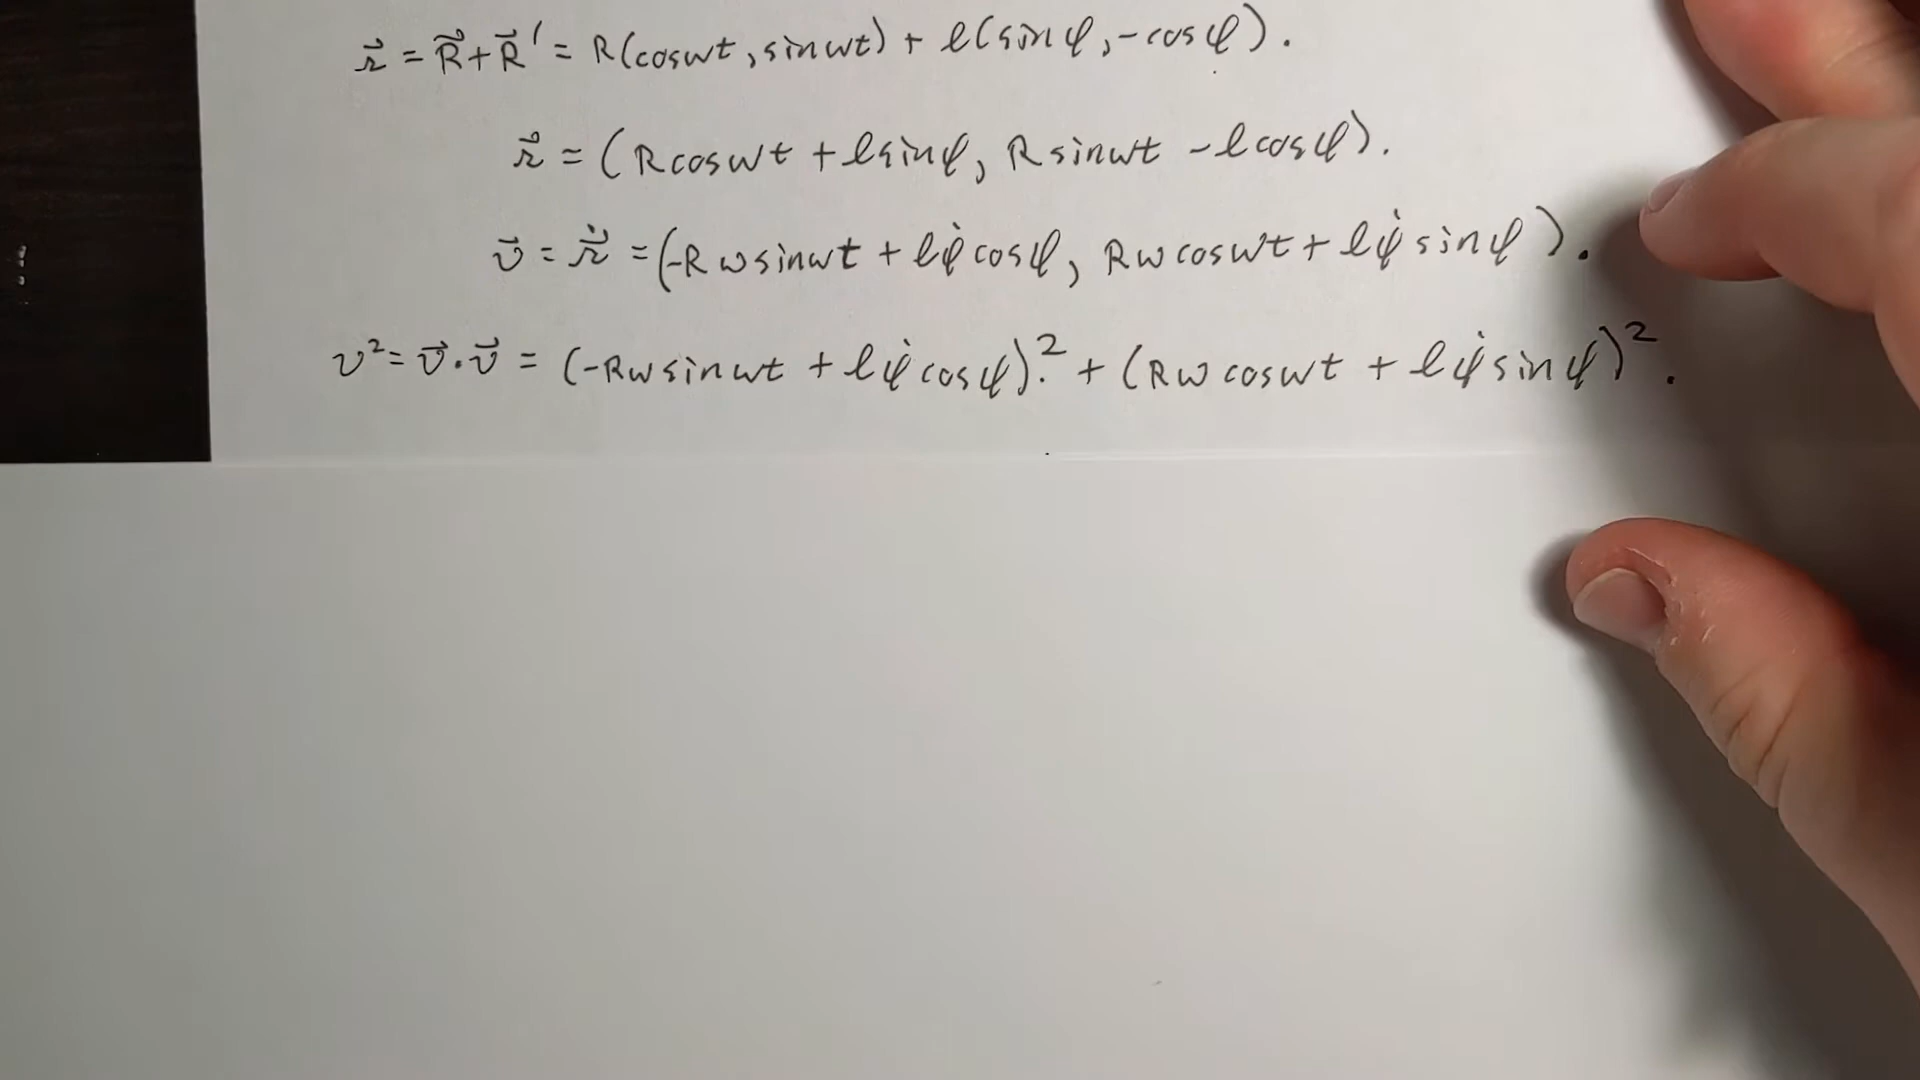 r⃗ = R⃗ + R⃗' = R(cosωt, sinωt) + ℓ(sinφ, -cosφ).
r⃗ = (Rcosωt + ℓsinφ, Rsinωt - ℓcosφ).
v⃗ = r⃗̇ = (-Rωsinωt + ℓφ̇cosφ, Rωcosωt + ℓφ̇sinφ).
v² = v⃗·v⃗ = (-Rωsinωt + ℓφ̇cosφ)² + (Rωcosωt + ℓφ̇sinφ)².